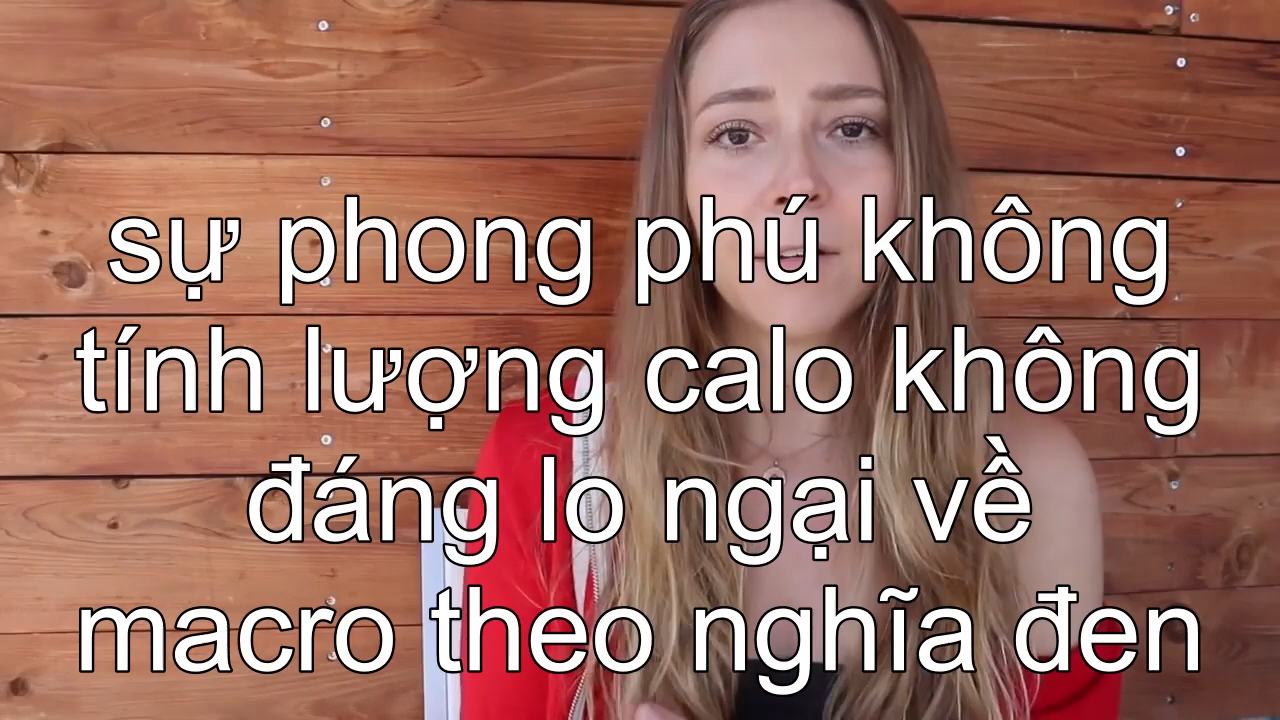 sự phong phú không
tính lượng calo không
đáng lo ngại về
macro theo nghĩa đen